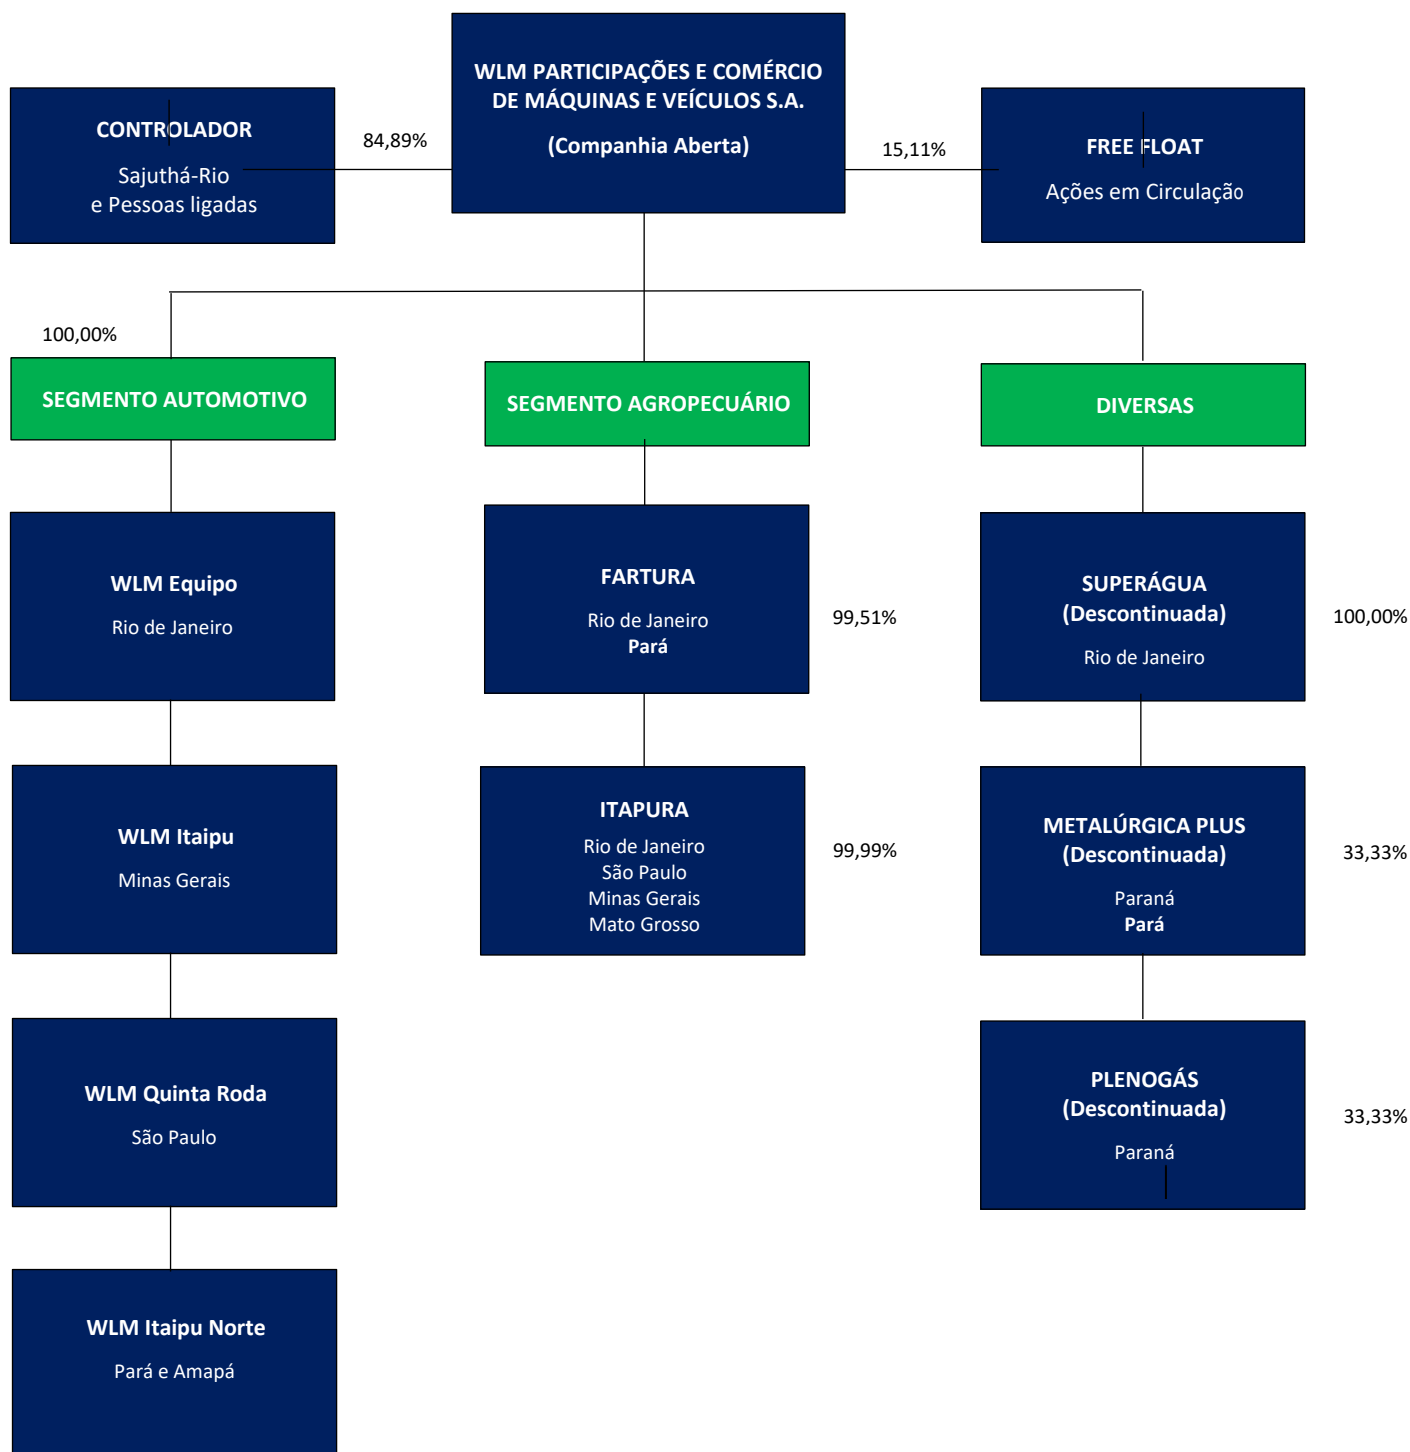 WLM PARTICIPAÇÕES E COMÉRCIO
DE MÁQUINAS E VEÍCULOS S.A.
(Companhia Aberta)
CONTROLADOR
Sajuthá-Rio
e Pessoas ligadas
84,89%
15,11%
FREE FLOAT
Ações em Circulação
100,00%
SEGMENTO AUTOMOTIVO
WLM Equipo
Rio de Janeiro
WLM Itaipu
Minas Gerais
WLM Quinta Roda
São Paulo
WLM Itaipu Norte
Pará e Amapá
SEGMENTO AGROPECUÁRIO
FARTURA
Rio de Janeiro
Pará
99,51%
ITAPURA
Rio de Janeiro
São Paulo
Minas Gerais
Mato Grosso
99,99%
DIVERSAS
SUPERÁGUA
(Descontinuada)
Rio de Janeiro
100,00%
METALÚRGICA PLUS
(Descontinuada)
Paraná
Pará
33,33%
PLENOGÁS
(Descontinuada)
Paraná
33,33%